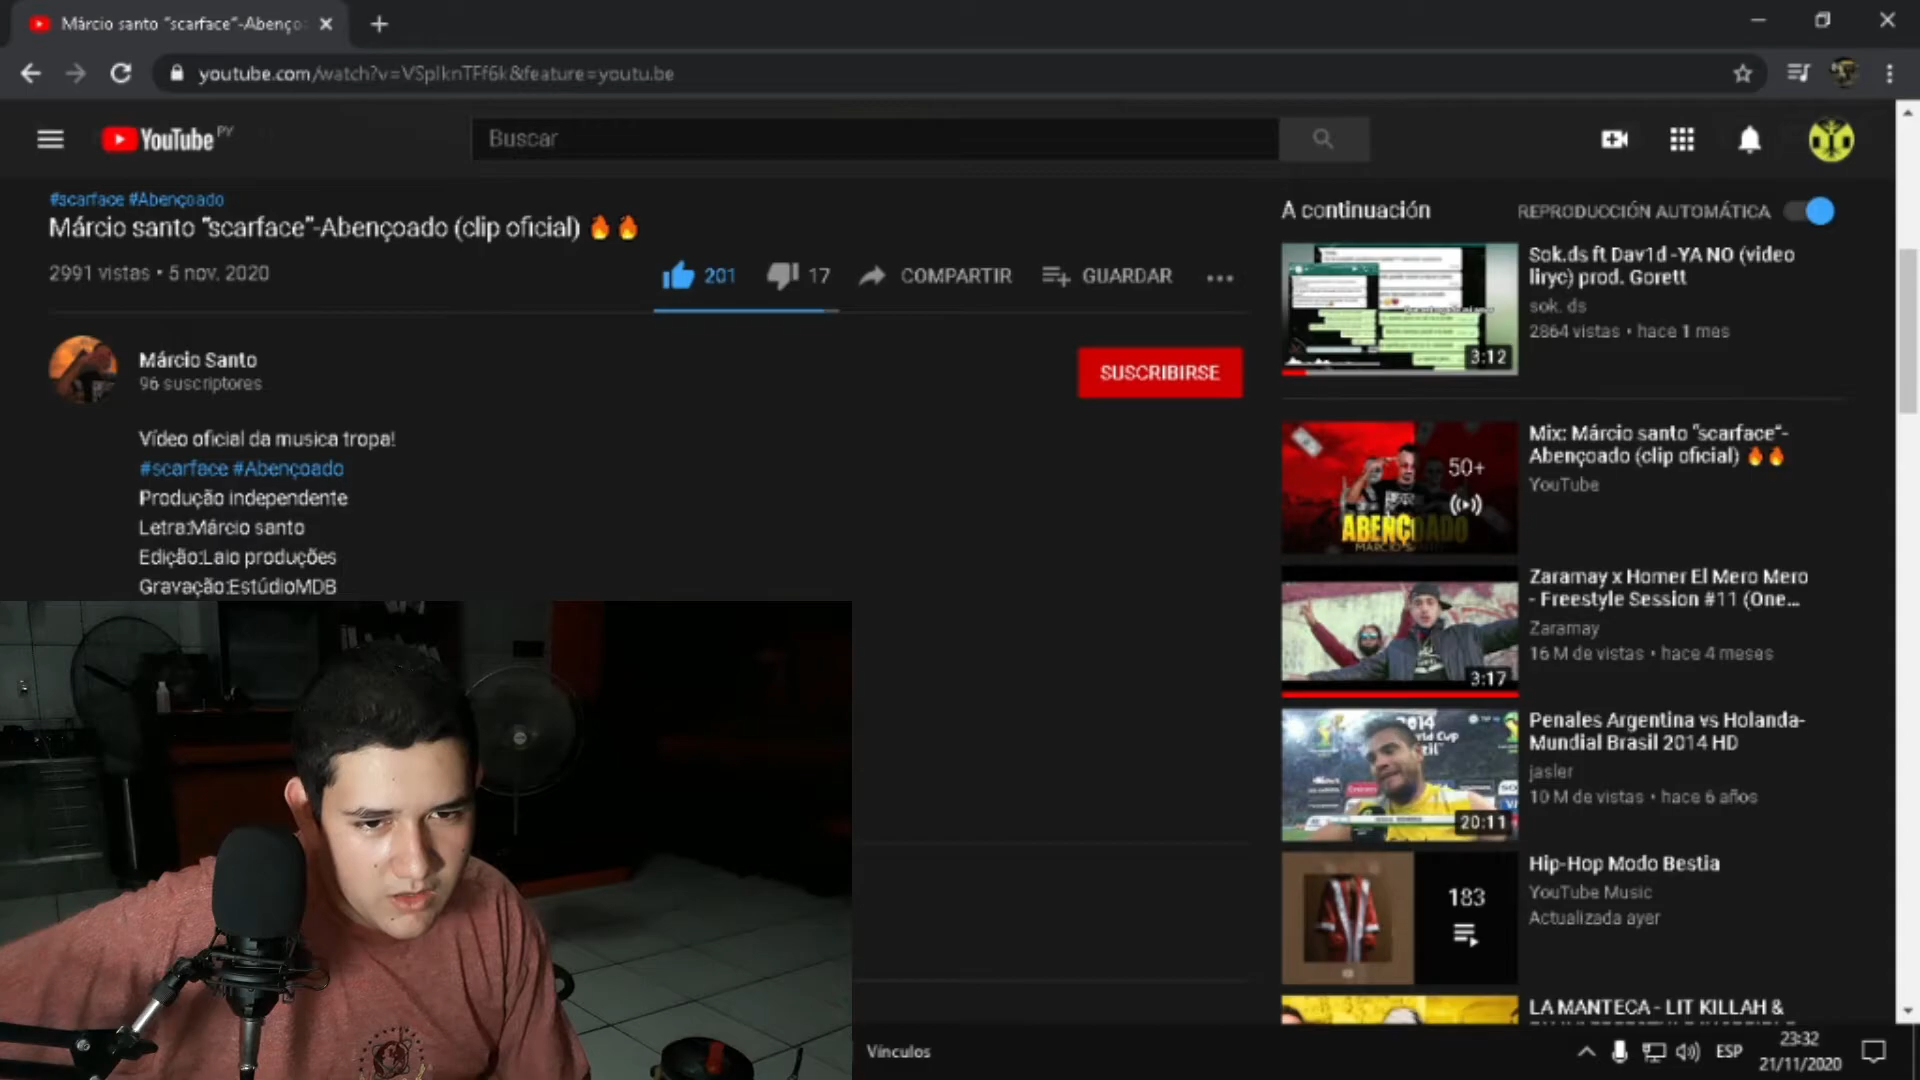 Márcio santo “scarface”-Abenço
youtube.com/watch?v=VSplknTFf6k&feature=youtu.be
YouTube PY
Buscar
#scarface #Abençoado
Márcio santo “scarface”-Abençoado (clip oficial) 🔥🔥
2991 vistas • 5 nov. 2020
201
17
COMPARTIR
GUARDAR
Márcio Santo
96 suscriptores
SUSCRIBIRSE
Vídeo oficial da musica tropa!
#scarface #Abençoado
Produção independente
Letra:Márcio santo
Edição:Laio produções
Gravação:EstúdioMDB
A continuación
REPRODUCCIÓN AUTOMÁTICA
Sok.ds ft Dav1d -YA NO (video
liryc) prod. Gorett
sok. ds
2864 vistas • hace 1 mes
3:12
Mix: Márcio santo “scarface”-
Abençoado (clip oficial) 🔥🔥
YouTube
50+
ABENÇOADO
Zaramay x Homer El Mero Mero
- Freestyle Session #11 (One...
Zaramay
16 M de vistas • hace 4 meses
3:17
Penales Argentina vs Holanda-
Mundial Brasil 2014 HD
jasler
10 M de vistas • hace 6 años
20:11
Hip-Hop Modo Bestia
YouTube Music
Actualizada ayer
183
LA MANTECA - LIT KILLAH &
Vínculos
ESP
23:32
21/11/2020